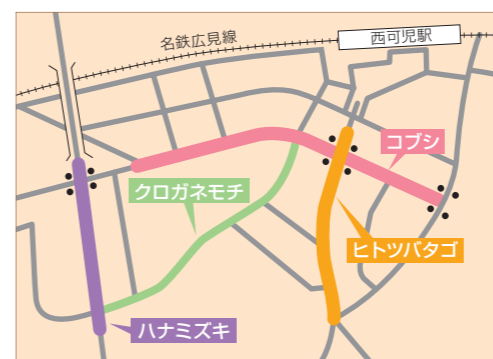 名鉄広見線
西可児駅
コブシ
クロガネモチ
ヒトツバタゴ
ハナミズキ